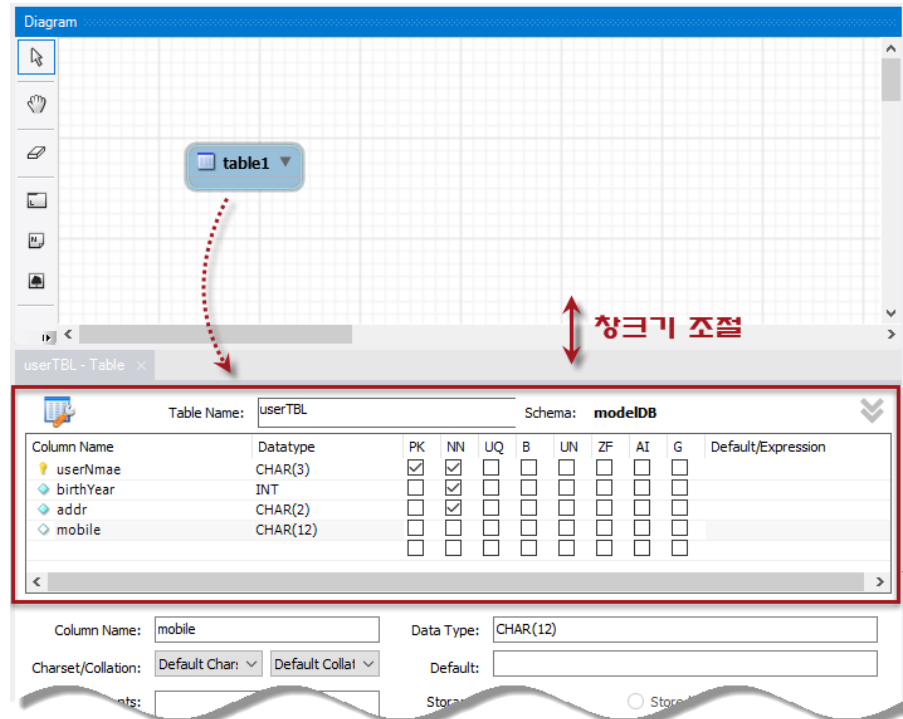 Diagram
table1
창크기 조절
userTBL - Table
Table Name: userTBL Schema: modelDB
Column Name Datatype PK NN UQ B UN ZF AI G Default/Expression
userNmae CHAR(3)
birthYear INT
addr CHAR(2)
mobile CHAR(12)
Column Name: mobile Data Type: CHAR(12)
Charset/Collation: Default Char: Default Collat Default: